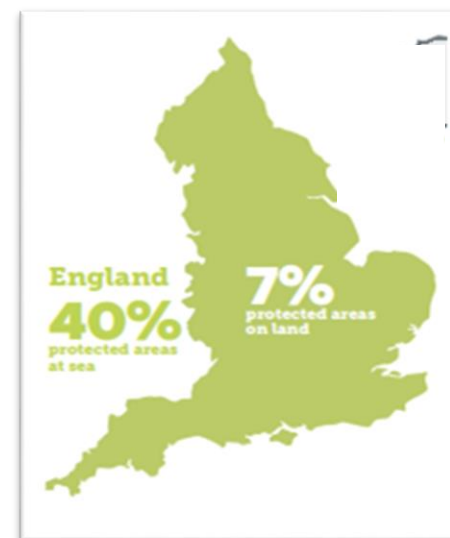 England
40%
protected areas
at sea
7%
protected areas
on land